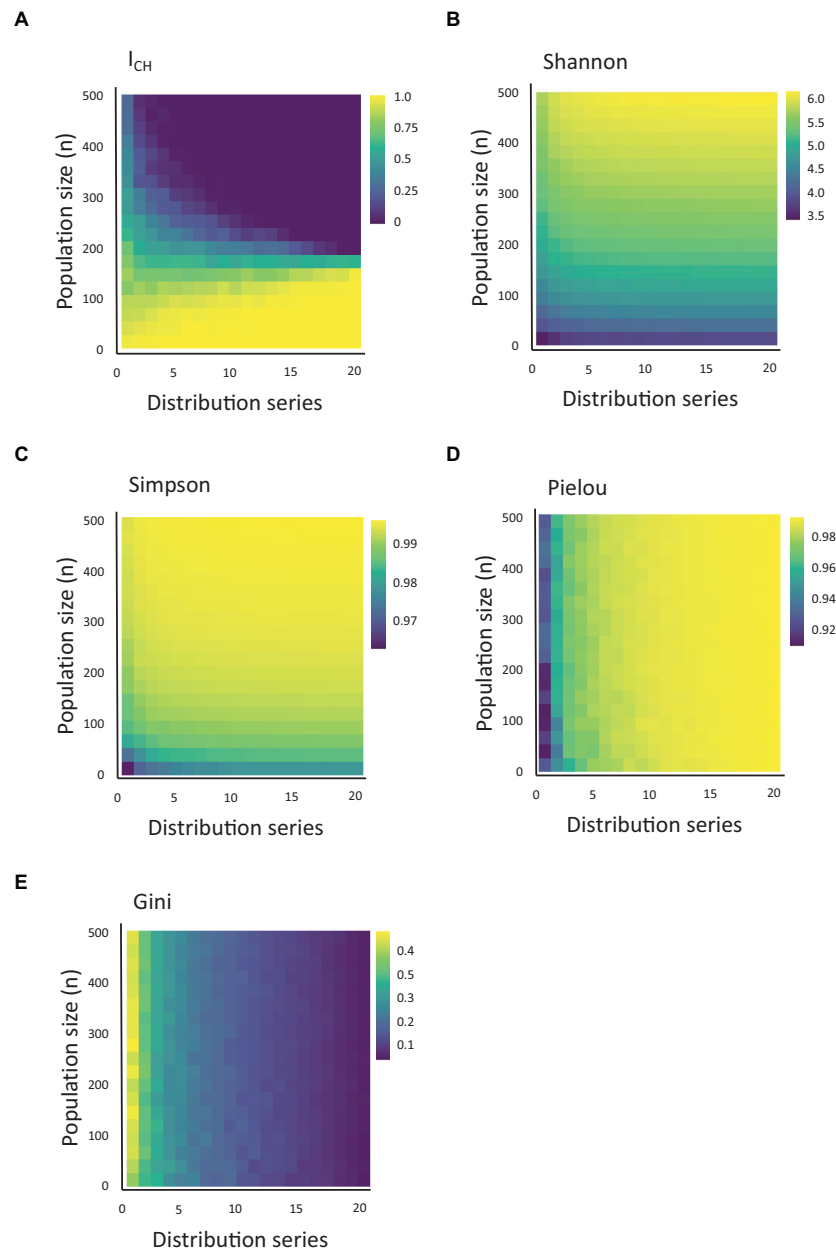 A
I_CH
Population size (n)
500
400
300
200
100
0
0 5 10 15 20
Distribution series
1.0
0.75
0.5
0.25
0
B
Shannon
Population size (n)
500
400
300
200
100
0
0 5 10 15 20
Distribution series
6.0
5.5
5.0
4.5
4.0
3.5
C
Simpson
Population size (n)
500
400
300
200
100
0
0 5 10 15 20
Distribution series
0.99
0.98
0.97
D
Pielou
Population size (n)
500
400
300
200
100
0
0 5 10 15 20
Distribution series
0.98
0.96
0.94
0.92
E
Gini
Population size (n)
500
400
300
200
100
0
0 5 10 15 20
Distribution series
0.4
0.5
0.3
0.2
0.1